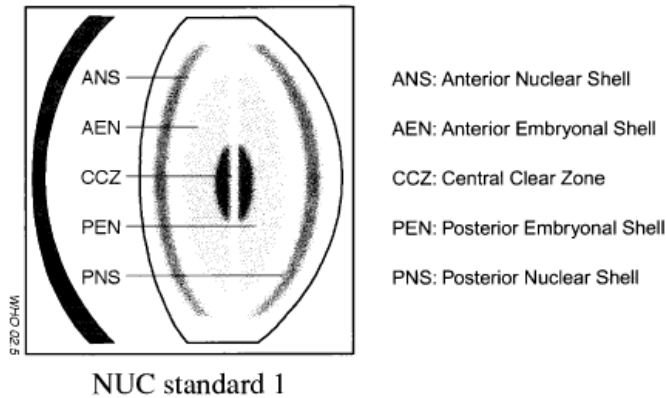 ANS
AEN
CCZ
PEN
PNS
WHO 02.5
NUC standard 1
ANS: Anterior Nuclear Shell
AEN: Anterior Embryonal Shell
CCZ: Central Clear Zone
PEN: Posterior Embryonal Shell
PNS: Posterior Nuclear Shell